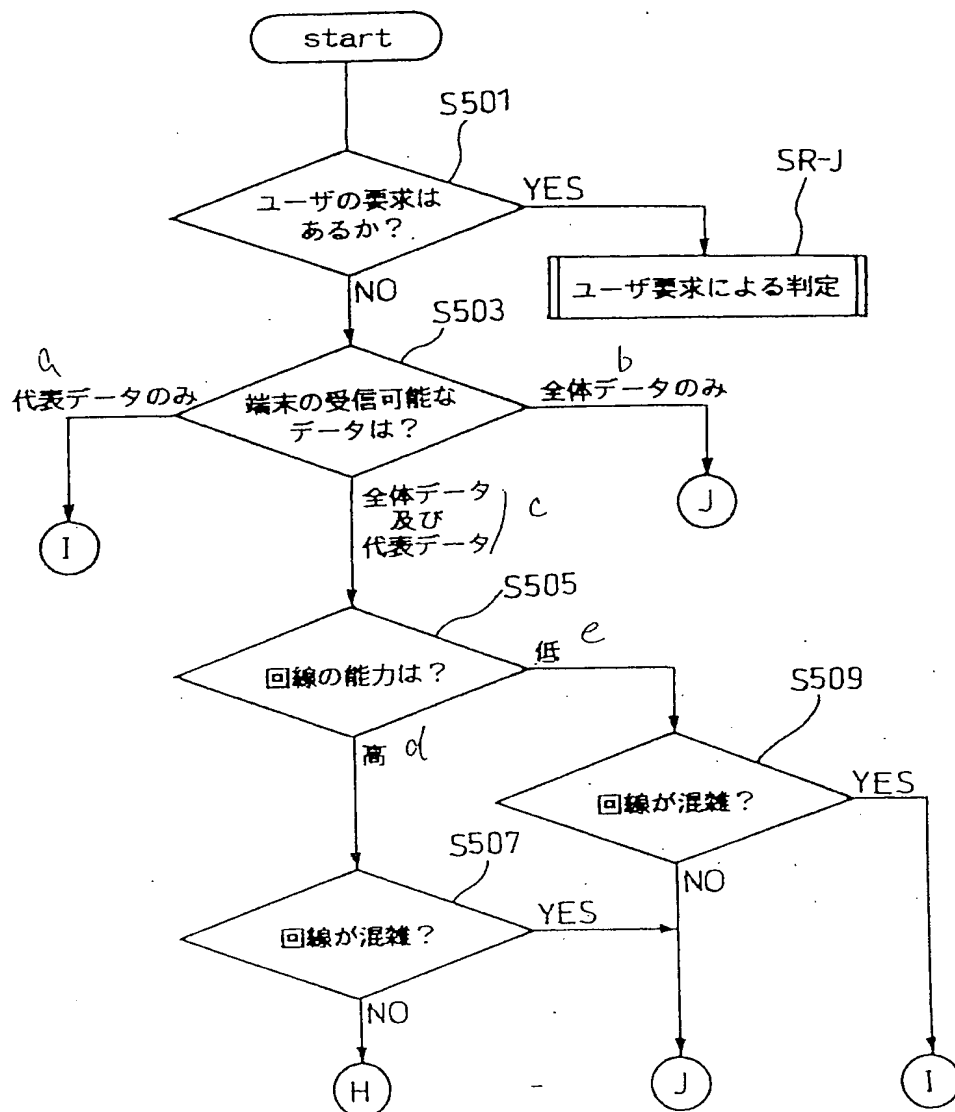 start
S501
ユーザの要求は
あるか？
YES
SR-J
ユーザ要求による判定
NO
S503
a
代表データのみ
端末の受信可能な
データは？
b
全体データのみ
I
J
全体データ
及び
代表データ
c
S505
回線の能力は？
低 e
高 d
S509
回線が混雑？
YES
NO
S507
回線が混雑？
YES
NO
H
J
I